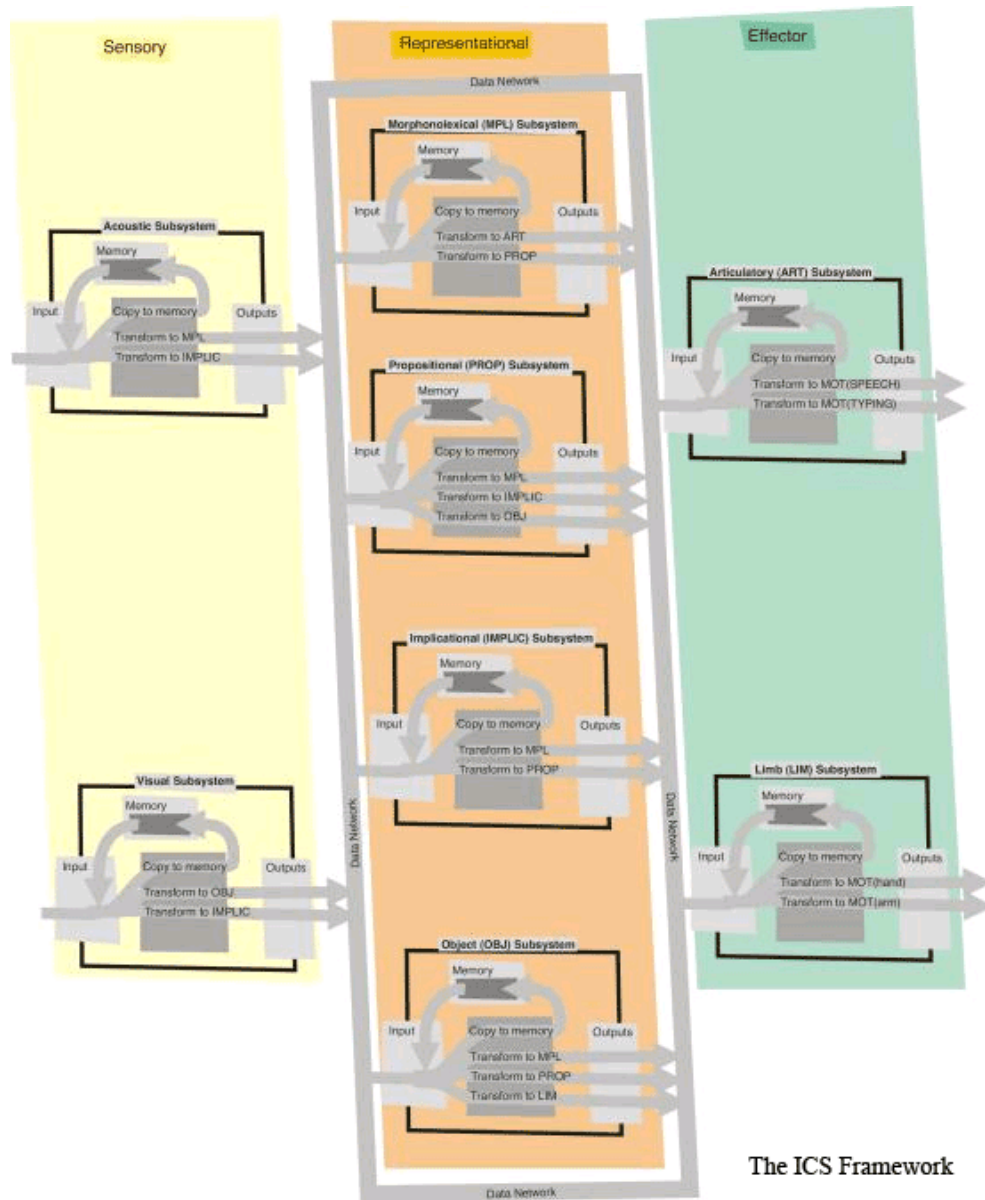 Sensory
Acoustic Subsystem
Memory
Input
Copy to memory
Outputs
Transform to MPL
Transform to IMPLIC
Visual Subsystem
Memory
Input
Copy to memory
Outputs
Transform to OBJ
Transform to IMPLIC
Representational
Data Network
Morphonolexical (MPL) Subsystem
Memory
Input
Copy to memory
Outputs
Transform to ART
Transform to PROP
Propositional (PROP) Subsystem
Memory
Input
Copy to memory
Outputs
Transform to MPL
Transform to IMPLIC
Transform to OBJ
Implicational (IMPLIC) Subsystem
Memory
Input
Copy to memory
Outputs
Transform to MPL
Transform to PROP
Data Network
Data Network
Object (OBJ) Subsystem
Memory
Input
Copy to memory
Outputs
Transform to MPL
Transform to PROP
Transform to LIM
Data Network
Effector
Articulatory (ART) Subsystem
Memory
Input
Copy to memory
Outputs
Transform to MOT(SPEECH)
Transform to MOT(TYPING)
Limb (LIM) Subsystem
Memory
Input
Copy to memory
Outputs
Transform to MOT(hand)
Transform to MOT(arm)
The ICS Framework